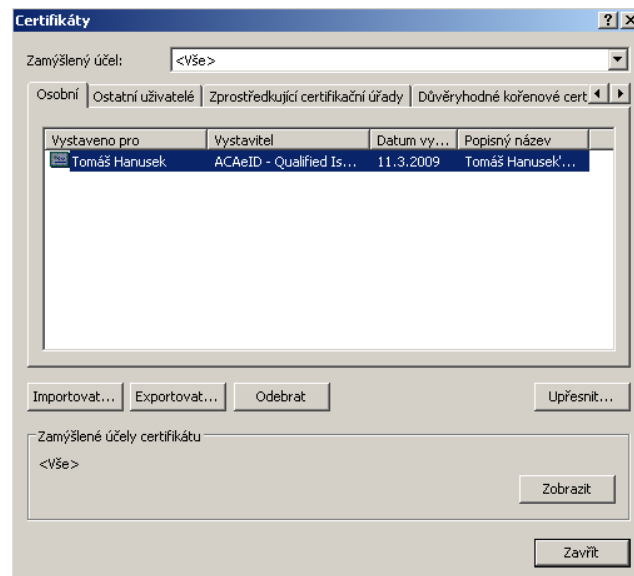 Certifikáty
Zamýšlený účel: <Vše>
Osobní Ostatní uživatelé Zprostředkující certifikační úřady Důvěryhodné kořenové cert
Vystaveno pro Vystavitel Datum vy... Popisný název
Tomáš Hanusek ACAeID - Qualified Is... 11.3.2009 Tomáš Hanusek'...
Importovat... Exportovat... Odebrat Upřesnit...
Zamýšlené účely certifikátu
<Vše>
Zobrazit
Zavřít